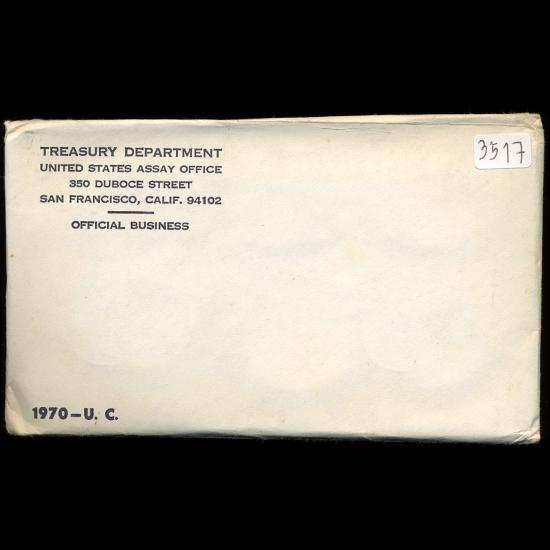 TREASURY DEPARTMENT
UNITED STATES ASSAY OFFICE
350 DUBOCE STREET
SAN FRANCISCO, CALIF. 94102
OFFICIAL BUSINESS
3517
1970-U. C.